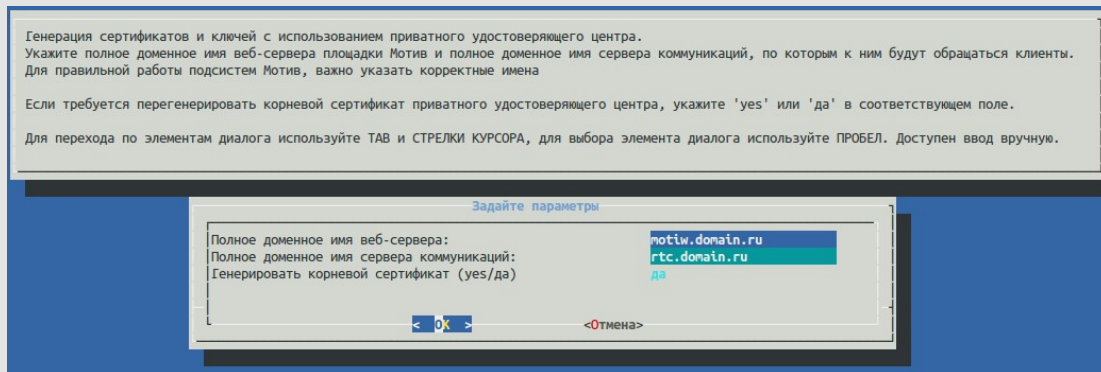 Генерация сертификатов и ключей с использованием приватного удостоверяющего центра.
Укажите полное доменное имя веб-сервера площадки Мотив и полное доменное имя сервера коммуникаций, по которым к ним будут обращаться клиенты.
Для правильной работы подсистем Мотив, важно указать корректные имена
Если требуется перегенерировать корневой сертификат приватного удостоверяющего центра, укажите 'yes' или 'да' в соответствующем поле.
Для перехода по элементам диалога используйте TAB и СТРЕЛКИ КУРСОРА, для выбора элемента диалога используйте ПРОБЕЛ. Доступен ввод вручную.
Задайте параметры
Полное доменное имя веб-сервера: motiw.domain.ru
Полное доменное имя сервера коммуникаций: rtc.domain.ru
Генерировать корневой сертификат (yes/да) да
< OK > <Отмена>